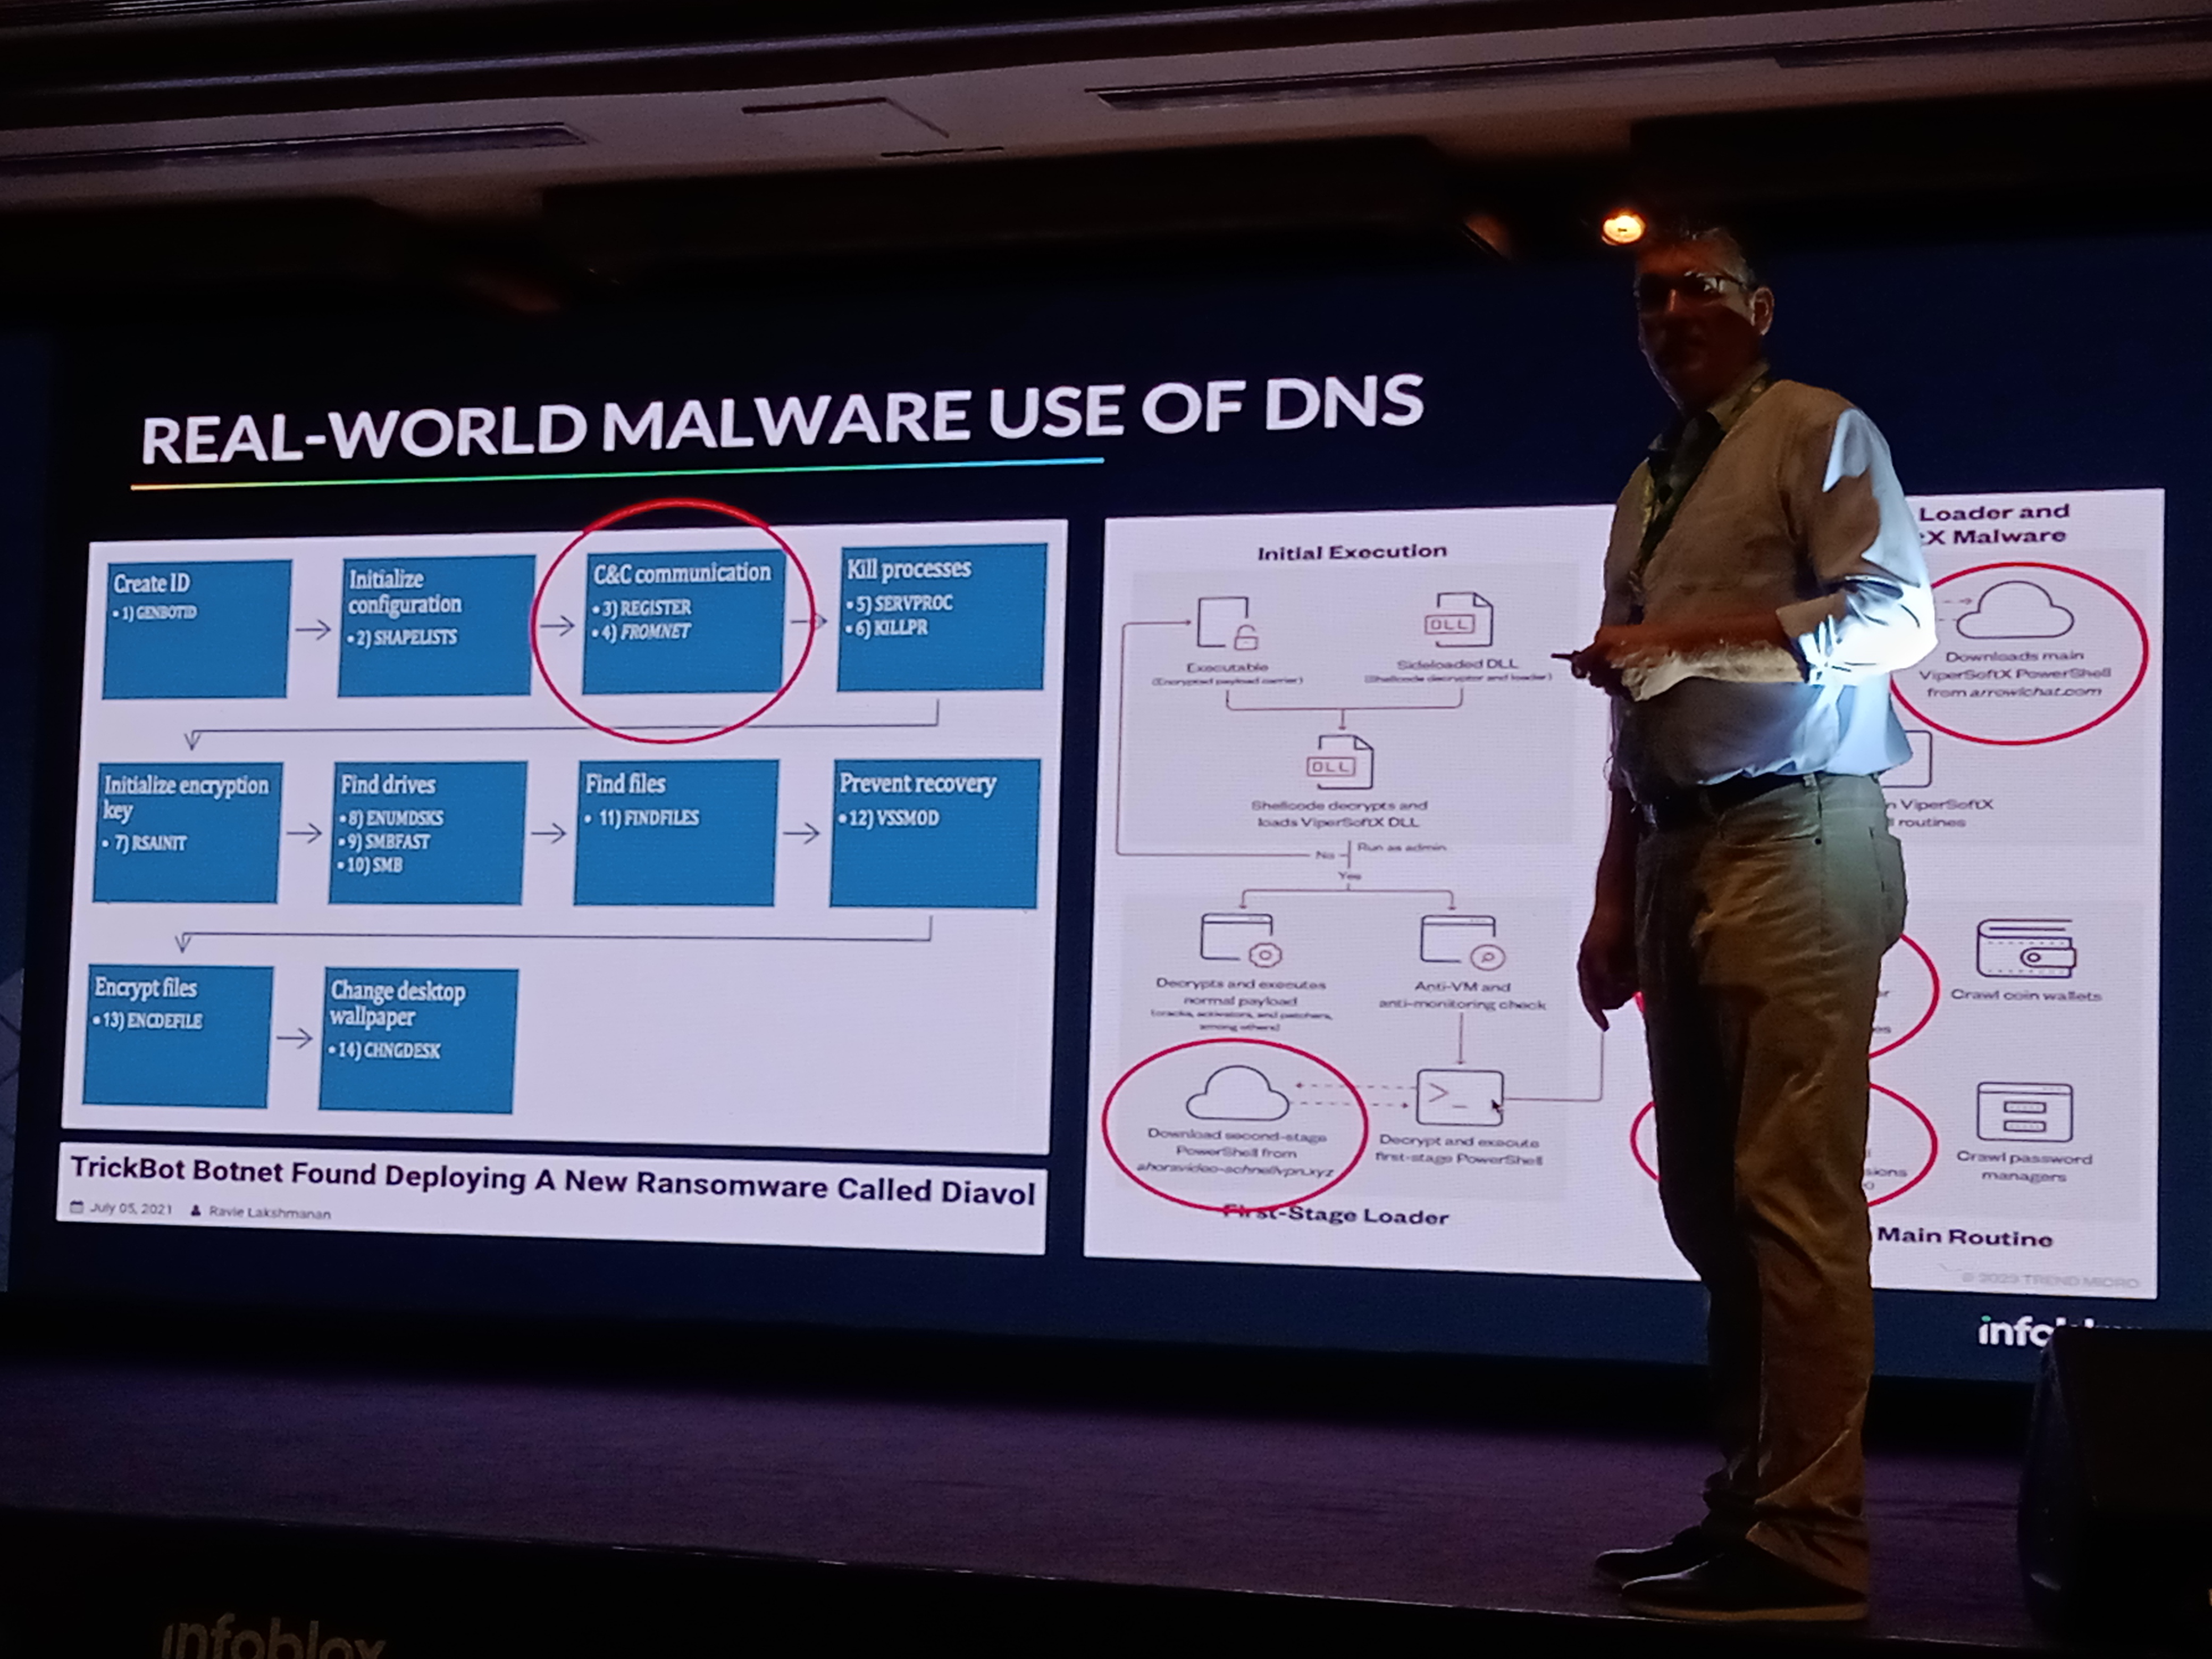 REAL-WORLD MALWARE USE OF DNS
Create ID
• 1) GENBOTID
Initialize
configuration
• 2) SHAPELISTS
C&C communication
• 3) REGISTER
• 4) FROMNET
Kill processes
• 5) SERVPROC
• 6) KILLPR
Initialize encryption
key
• 7) RSAINIT
Find drives
• 8) ENUMDSKS
• 9) SMBFAST
• 10) SMB
Find files
• 11) FINDFILES
Prevent recovery
• 12) VSSMOD
Encrypt files
• 13) ENCDEFILE
Change desktop
wallpaper
• 14) CHNGDESK
TrickBot Botnet Found Deploying A New Ransomware Called Diavol
July 05, 2021 Ravie Lakshmanan
Initial Execution
Executable
(Encrypted payload carrier)
DLL
Sideloaded DLL
(Shellcode decryptor and loader)
DLL
Shellcode decrypts and
loads ViperSoftX DLL
No
Run as admin
Yes
Decrypts and executes
normal payload
(cracks, activators, and patchers,
among others)
Anti-VM and
anti-monitoring check
Download second-stage
PowerShell from
ahoravideo-schnellvpn.xyz
>_
Decrypt and execute
first-stage PowerShell
First-Stage Loader
Loader and
X Malware
Downloads main
ViperSoftX PowerShell
from arrowlchat.com
ViperSoftX
routines
Crawl coin wallets
Crawl password
managers
Main Routine
© 2023 TREND MICRO
infoblox